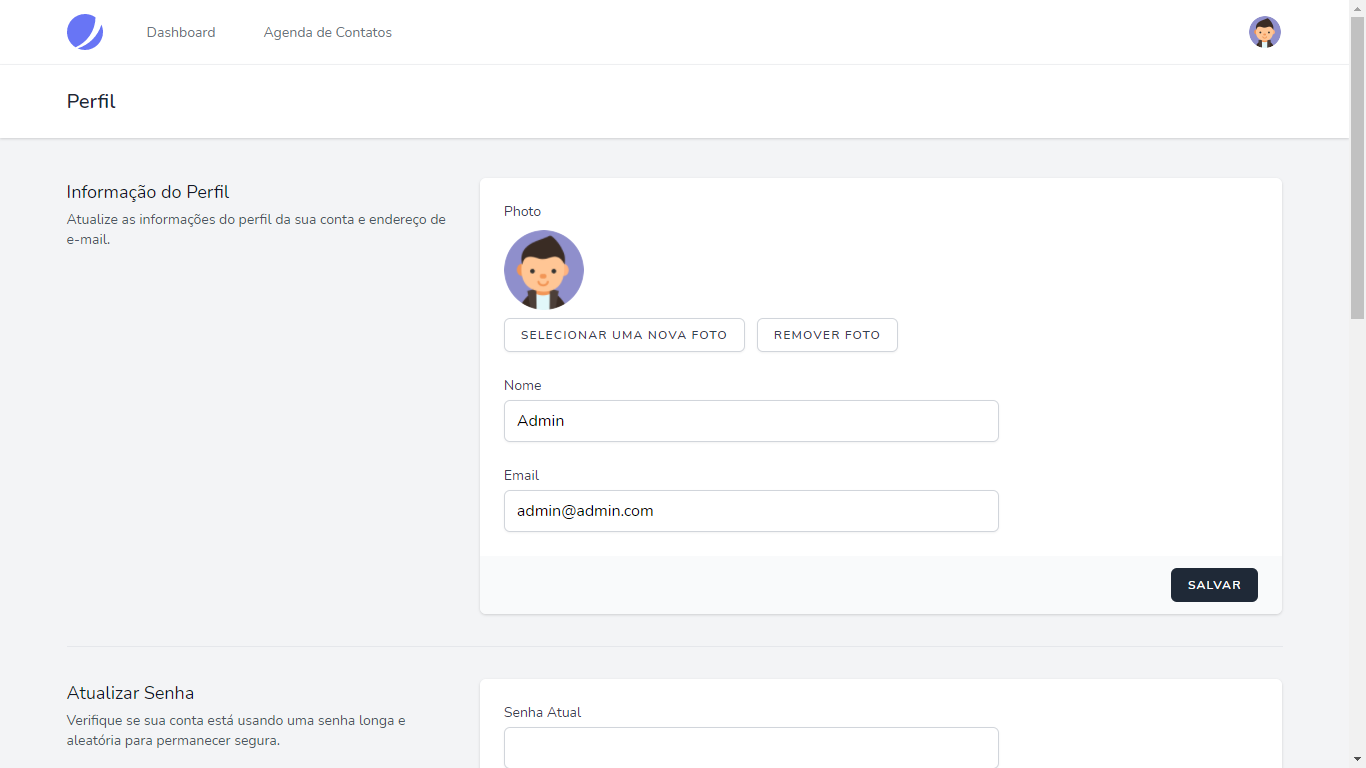 Dashboard
Agenda de Contatos
Perfil
Informação do Perfil
Atualize as informações do perfil da sua conta e endereço de
e-mail.
Photo
SELECIONAR UMA NOVA FOTO
REMOVER FOTO
Nome
Admin
Email
admin@admin.com
SALVAR
Atualizar Senha
Verifique se sua conta está usando uma senha longa e
aleatória para permanecer segura.
Senha Atual